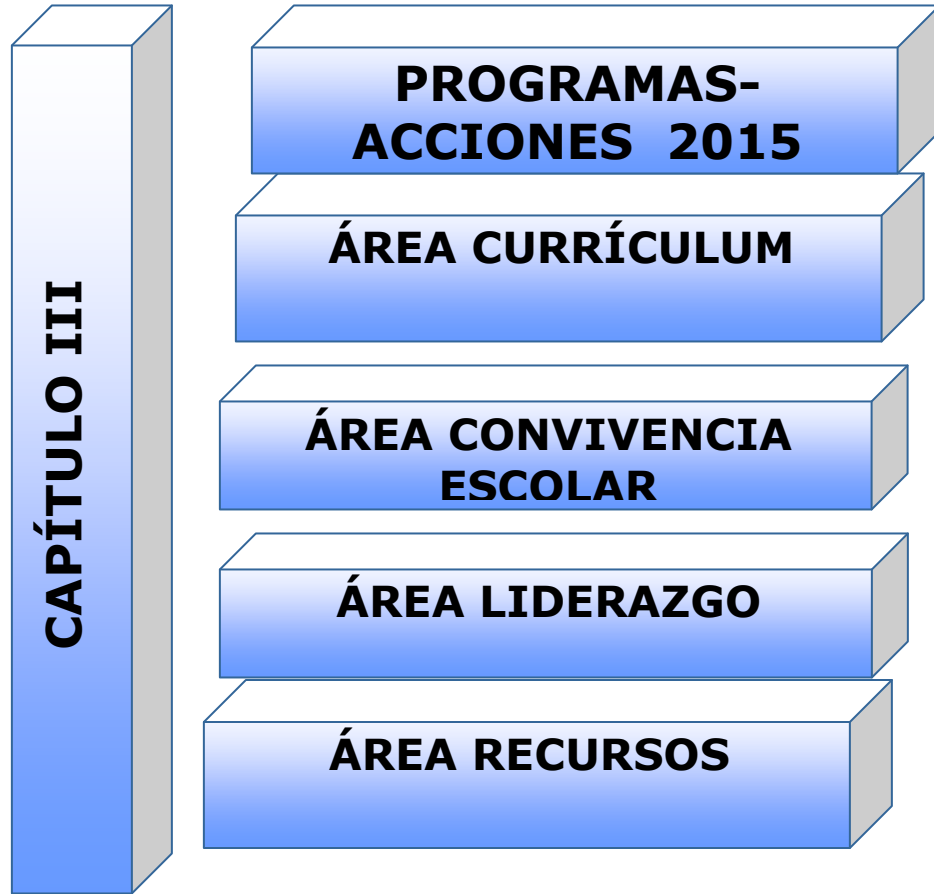 CAPÍTULO III
PROGRAMAS-
ACCIONES 2015
ÁREA CURRÍCULUM
ÁREA CONVIVENCIA
ESCOLAR
ÁREA LIDERAZGO
ÁREA RECURSOS